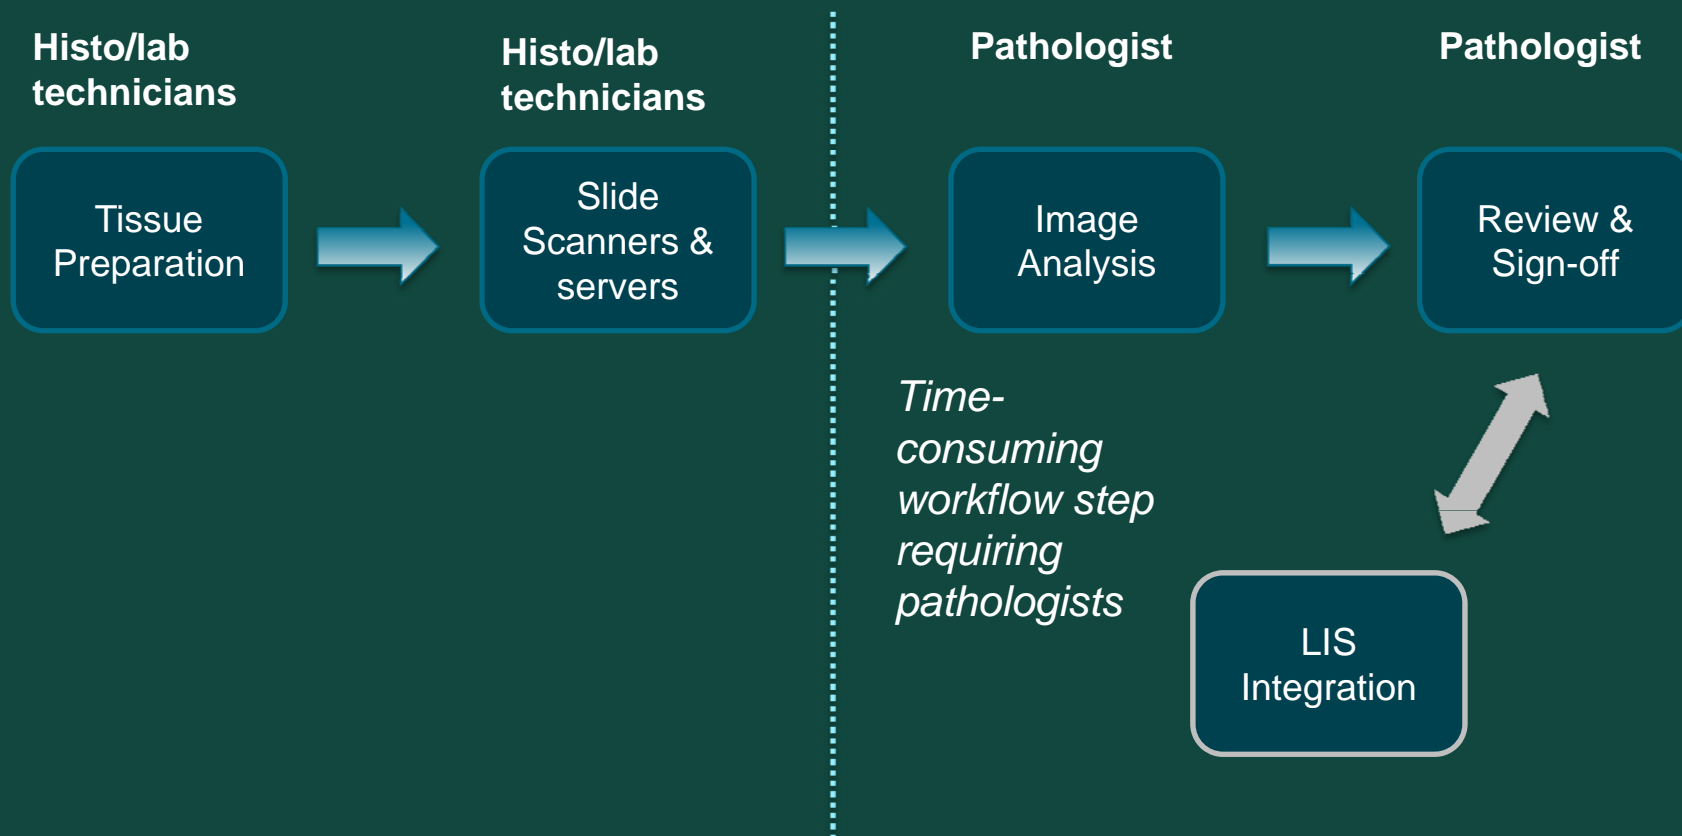 Histo/lab
technicians
Histo/lab
technicians
Pathologist
Pathologist
Tissue
Preparation
Slide
Scanners &
servers
Image
Analysis
Review &
Sign-off
Time-
consuming
workflow step
requiring
pathologists
LIS
Integration